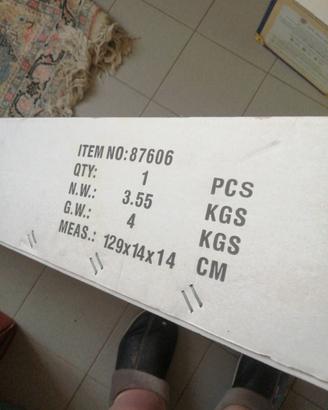 ITEM NO: 87606
QTY: 1 PCS
N.W.: 3.55 KGS
G.W.: 4 KGS
MEAS.: 129x14x14 CM